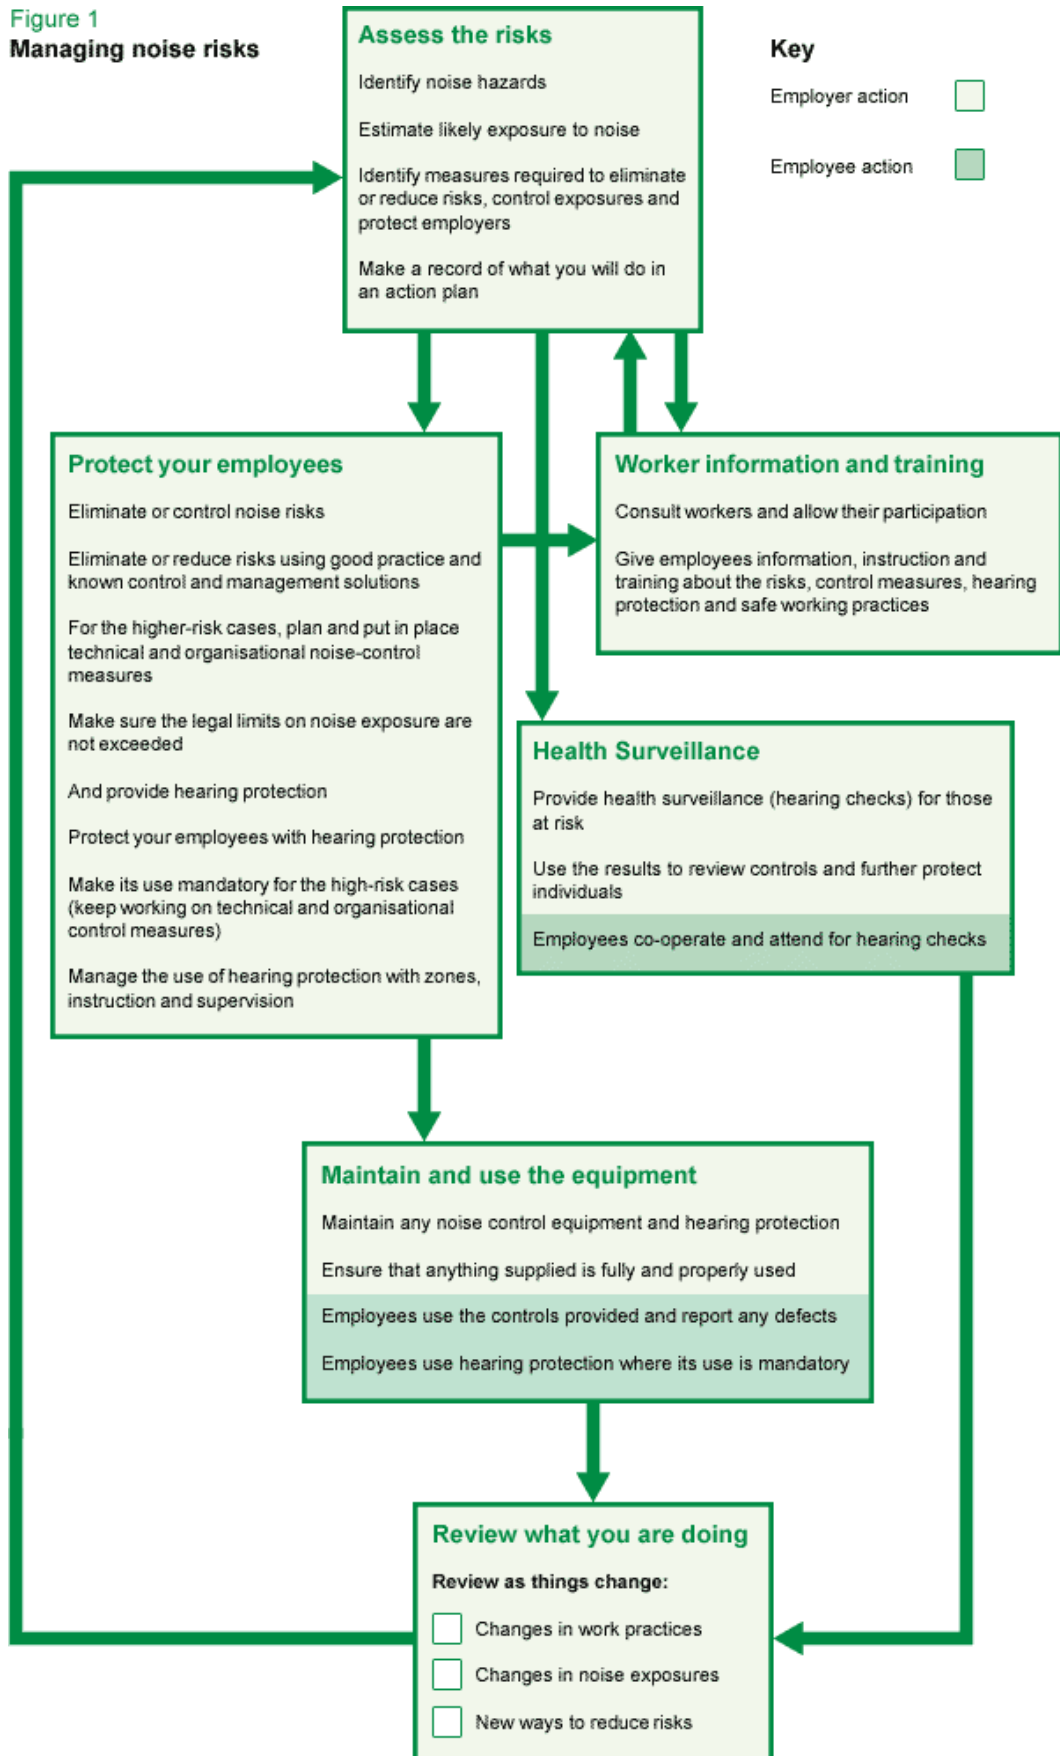 Figure 1
Managing noise risks
Assess the risks
Identify noise hazards
Estimate likely exposure to noise
Identify measures required to eliminate
or reduce risks, control exposures and
protect employers
Make a record of what you will do in
an action plan
Key
Employer action
Employee action
Protect your employees
Eliminate or control noise risks
Eliminate or reduce risks using good practice and
known control and management solutions
For the higher-risk cases, plan and put in place
technical and organisational noise-control
measures
Make sure the legal limits on noise exposure are
not exceeded
And provide hearing protection
Protect your employees with hearing protection
Make its use mandatory for the high-risk cases
(keep working on technical and organisational
control measures)
Manage the use of hearing protection with zones,
instruction and supervision
Worker information and training
Consult workers and allow their participation
Give employees information, instruction and
training about the risks, control measures, hearing
protection and safe working practices
Health Surveillance
Provide health surveillance (hearing checks) for those
at risk
Use the results to review controls and further protect
individuals
Employees co-operate and attend for hearing checks
Maintain and use the equipment
Maintain any noise control equipment and hearing protection
Ensure that anything supplied is fully and properly used
Employees use the controls provided and report any defects
Employees use hearing protection where its use is mandatory
Review what you are doing
Review as things change:
Changes in work practices
Changes in noise exposures
New ways to reduce risks